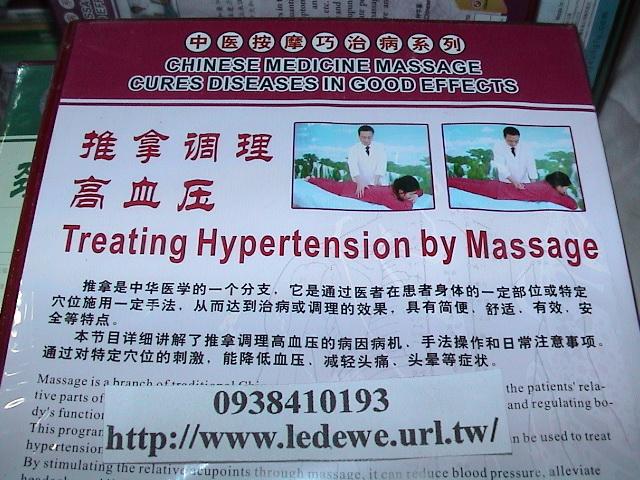 中医按摩巧治病系列
CHINESE MEDICINE MASSAGE
CURES DISEASES IN GOOD EFFECTS
推拿调理
高血压
Treating Hypertension by Massage
推拿是中华医学的一个分支，它是通过医者在患者身体的一定部位或特定
穴位施用一定手法，从而达到治病或调理的效果，具有简便、舒适、有效、安
全等特点。
本节目详细讲解了推拿调理高血压的病因病机，手法操作和日常注意事项。
通过对特定穴位的刺激，能降低血压，减轻头痛、头晕等症状。
Massage is a branch of traditional
tive parts of the patients' rela-
dy's function and regulating bo-
This program
hypertension can be used to treat
By stimulating the relative acupoints through massage, it can reduce blood pressure, alleviate
0938410193
http://www.ledewe.url.tw/